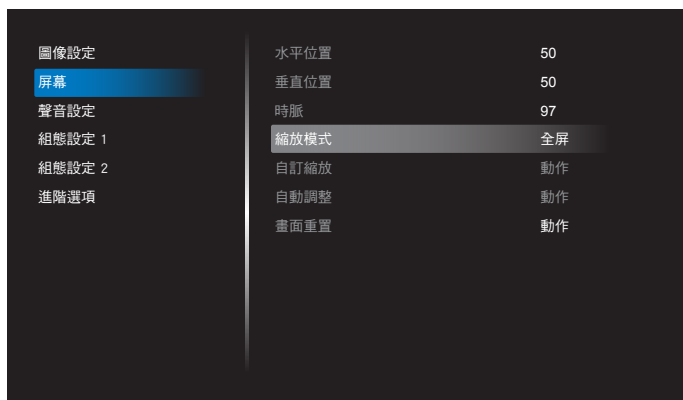 圖像設定
屏幕
聲音設定
組態設定 1
組態設定 2
進階選項
水平位置 50
垂直位置 50
時脈 97
縮放模式 全屏
自訂縮放 動作
自動調整 動作
畫面重置 動作